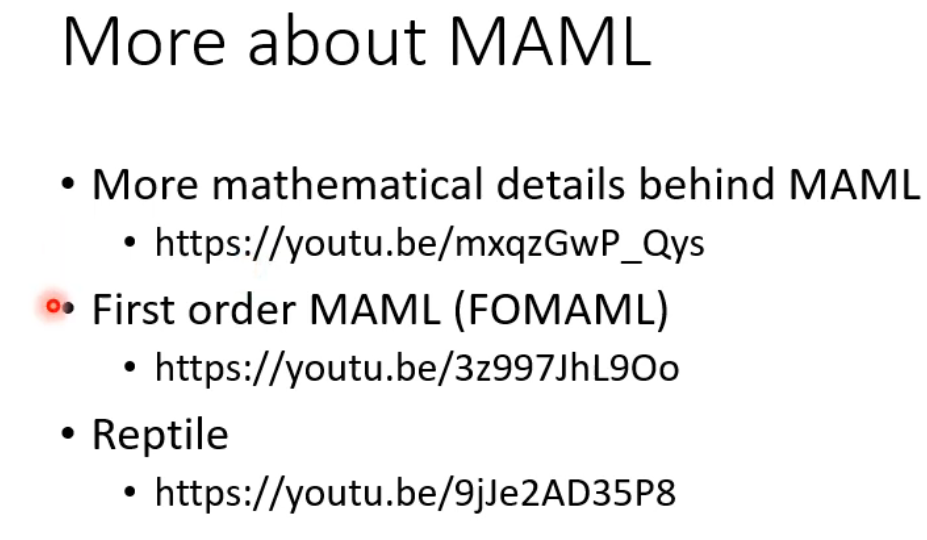 More about MAML
• More mathematical details behind MAML
• https://youtu.be/mxqzGwP_Qys
• First order MAML (FOMAML)
• https://youtu.be/3z997JhL9Oo
• Reptile
• https://youtu.be/9jJe2AD35P8